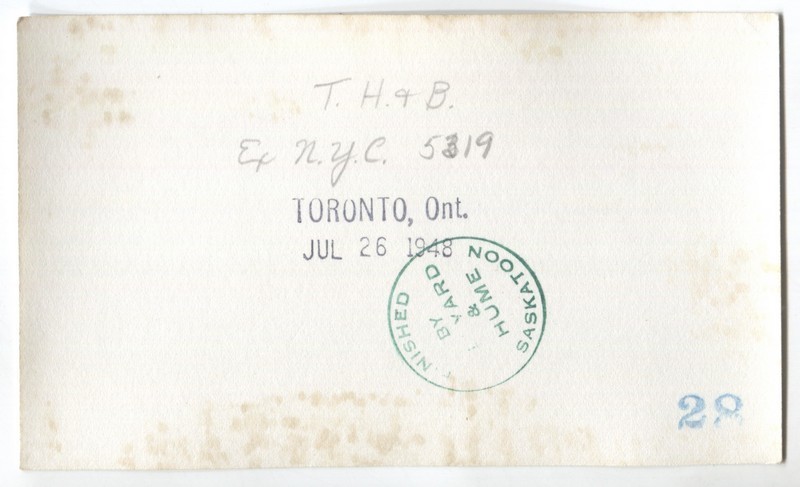 T. H. & B.
Ex N.Y.C. 5319
TORONTO, Ont.
JUL 26 1948
NISHED
BY
YARD
&
HUME
SASKATOON
28